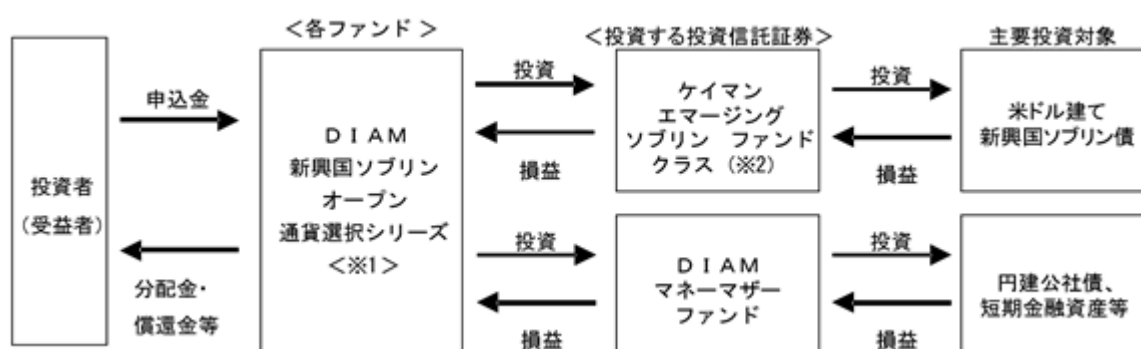 <各ファンド>
<投資する投資信託証券>
主要投資対象
投資者
(受益者)
申込金
分配金・
償還金等
DIAM
新興国ソブリン
オープン
通貨選択シリーズ
<※1>
投資
損益
投資
損益
ケイマン
エマージング
ソブリン ファンド
クラス (※2)
DIAM
マネーマザー
ファンド
投資
損益
投資
損益
米ドル建て
新興国ソブリン債
円建公社債、
短期金融資産等